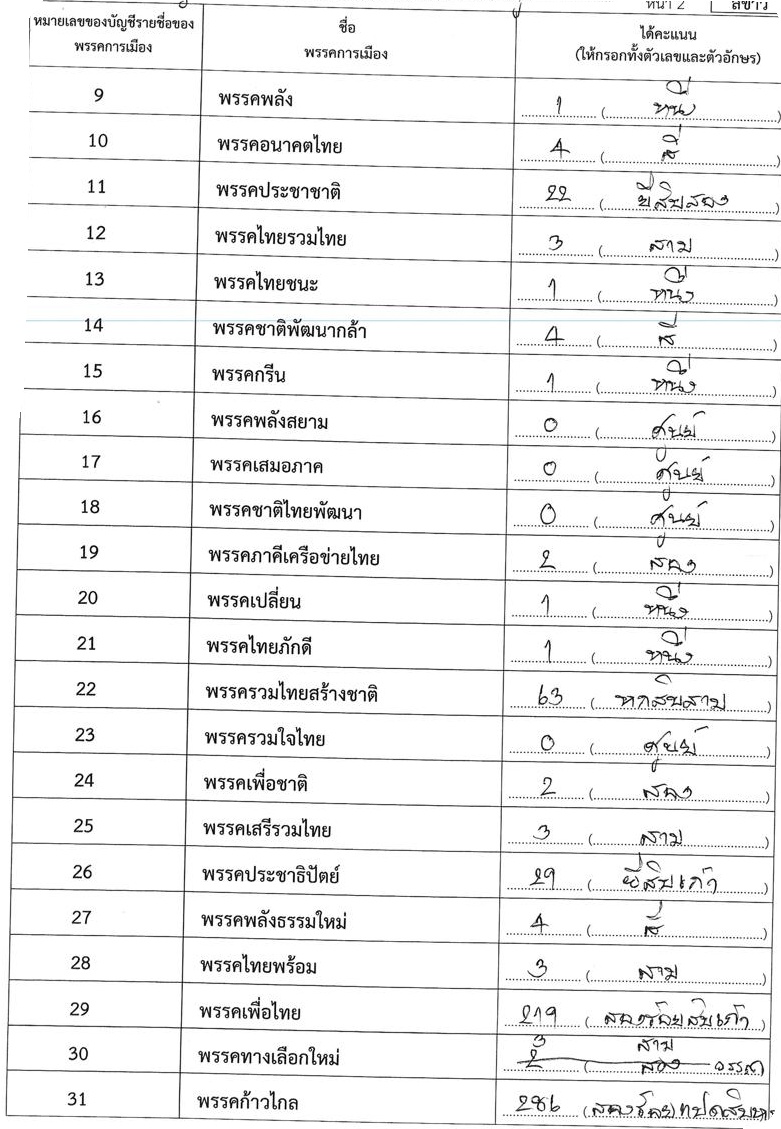 หน้า 2
หมายเลขของบัญชีรายชื่อของ
พรรคการเมือง
ชื่อ
พรรคการเมือง
ได้คะแนน
(ให้กรอกทั้งตัวเลขและตัวอักษร)
9 พรรคพลัง 1 (หนึ่ง)
10 พรรคอนาคตไทย 4 (สี่)
11 พรรคประชาชาติ 22 (ยี่สิบสอง)
12 พรรคไทยรวมไทย 3 (สาม)
13 พรรคไทยชนะ 1 (หนึ่ง)
14 พรรคชาติพัฒนากล้า 4 (สี่)
15 พรรคกรีน 1 (หนึ่ง)
16 พรรคพลังสยาม 0 (ศูนย์)
17 พรรคเสมอภาค 0 (ศูนย์)
18 พรรคชาติไทยพัฒนา 0 (ศูนย์)
19 พรรคภาคีเครือข่ายไทย 2 (สอง)
20 พรรคเปลี่ยน 1 (หนึ่ง)
21 พรรคไทยภักดี 1 (หนึ่ง)
22 พรรครวมไทยสร้างชาติ 63 (หกสิบสาม)
23 พรรครวมใจไทย 0 (ศูนย์)
24 พรรคเพื่อชาติ 2 (สอง)
25 พรรคเสรีรวมไทย 3 (สาม)
26 พรรคประชาธิปัตย์ 29 (ยี่สิบเก้า)
27 พรรคพลังธรรมใหม่ 4 (สี่)
28 พรรคไทยพร้อม 3 (สาม)
29 พรรคเพื่อไทย 219 (สองร้อยสิบเก้า)
3 สาม
30 พรรคทางเลือกใหม่ 2 (สอง
31 พรรคก้าวไกล 286 (สองร้อยแปดสิบหก